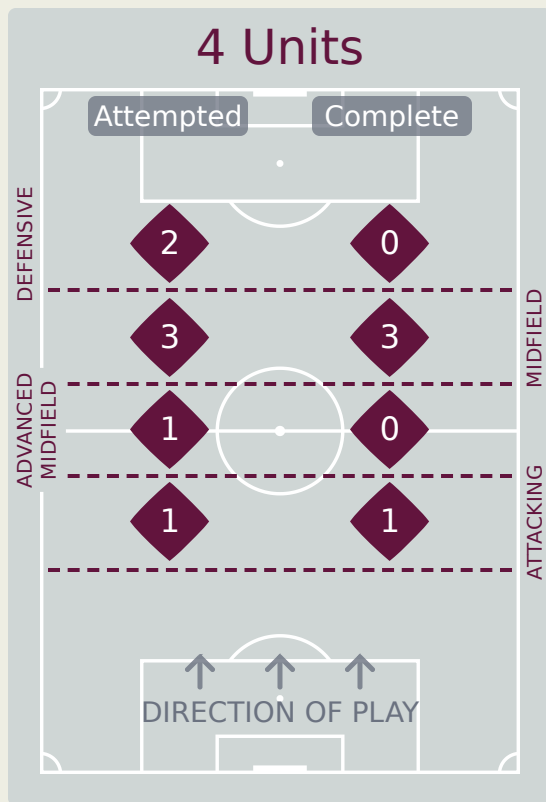 4 Units
Attempted
Complete
DEFENSIVE
2
0
MIDFIELD
3
3
ADVANCED
MIDFIELD
1
0
ATTACKING
1
1
DIRECTION OF PLAY